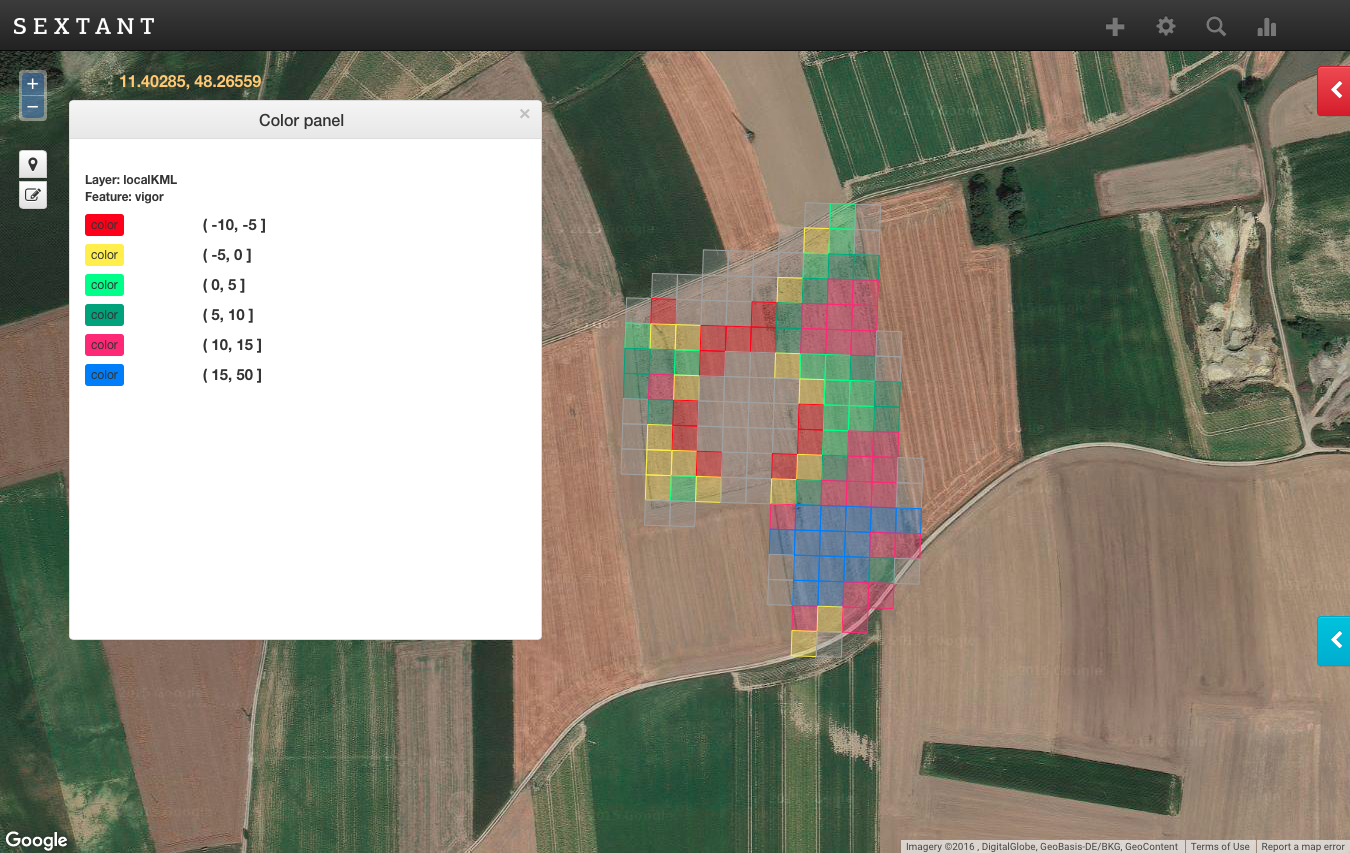 SEXTANT
11.40285, 48.26559
+
−
Color panel ×
Layer: localKML
Feature: vigor
color ( -10, -5 ]
color ( -5, 0 ]
color ( 0, 5 ]
color ( 5, 10 ]
color ( 10, 15 ]
color ( 15, 50 ]
Google
Imagery ©2016 , DigitalGlobe, GeoBasis-DE/BKG, GeoContent
Terms of Use
Report a map error